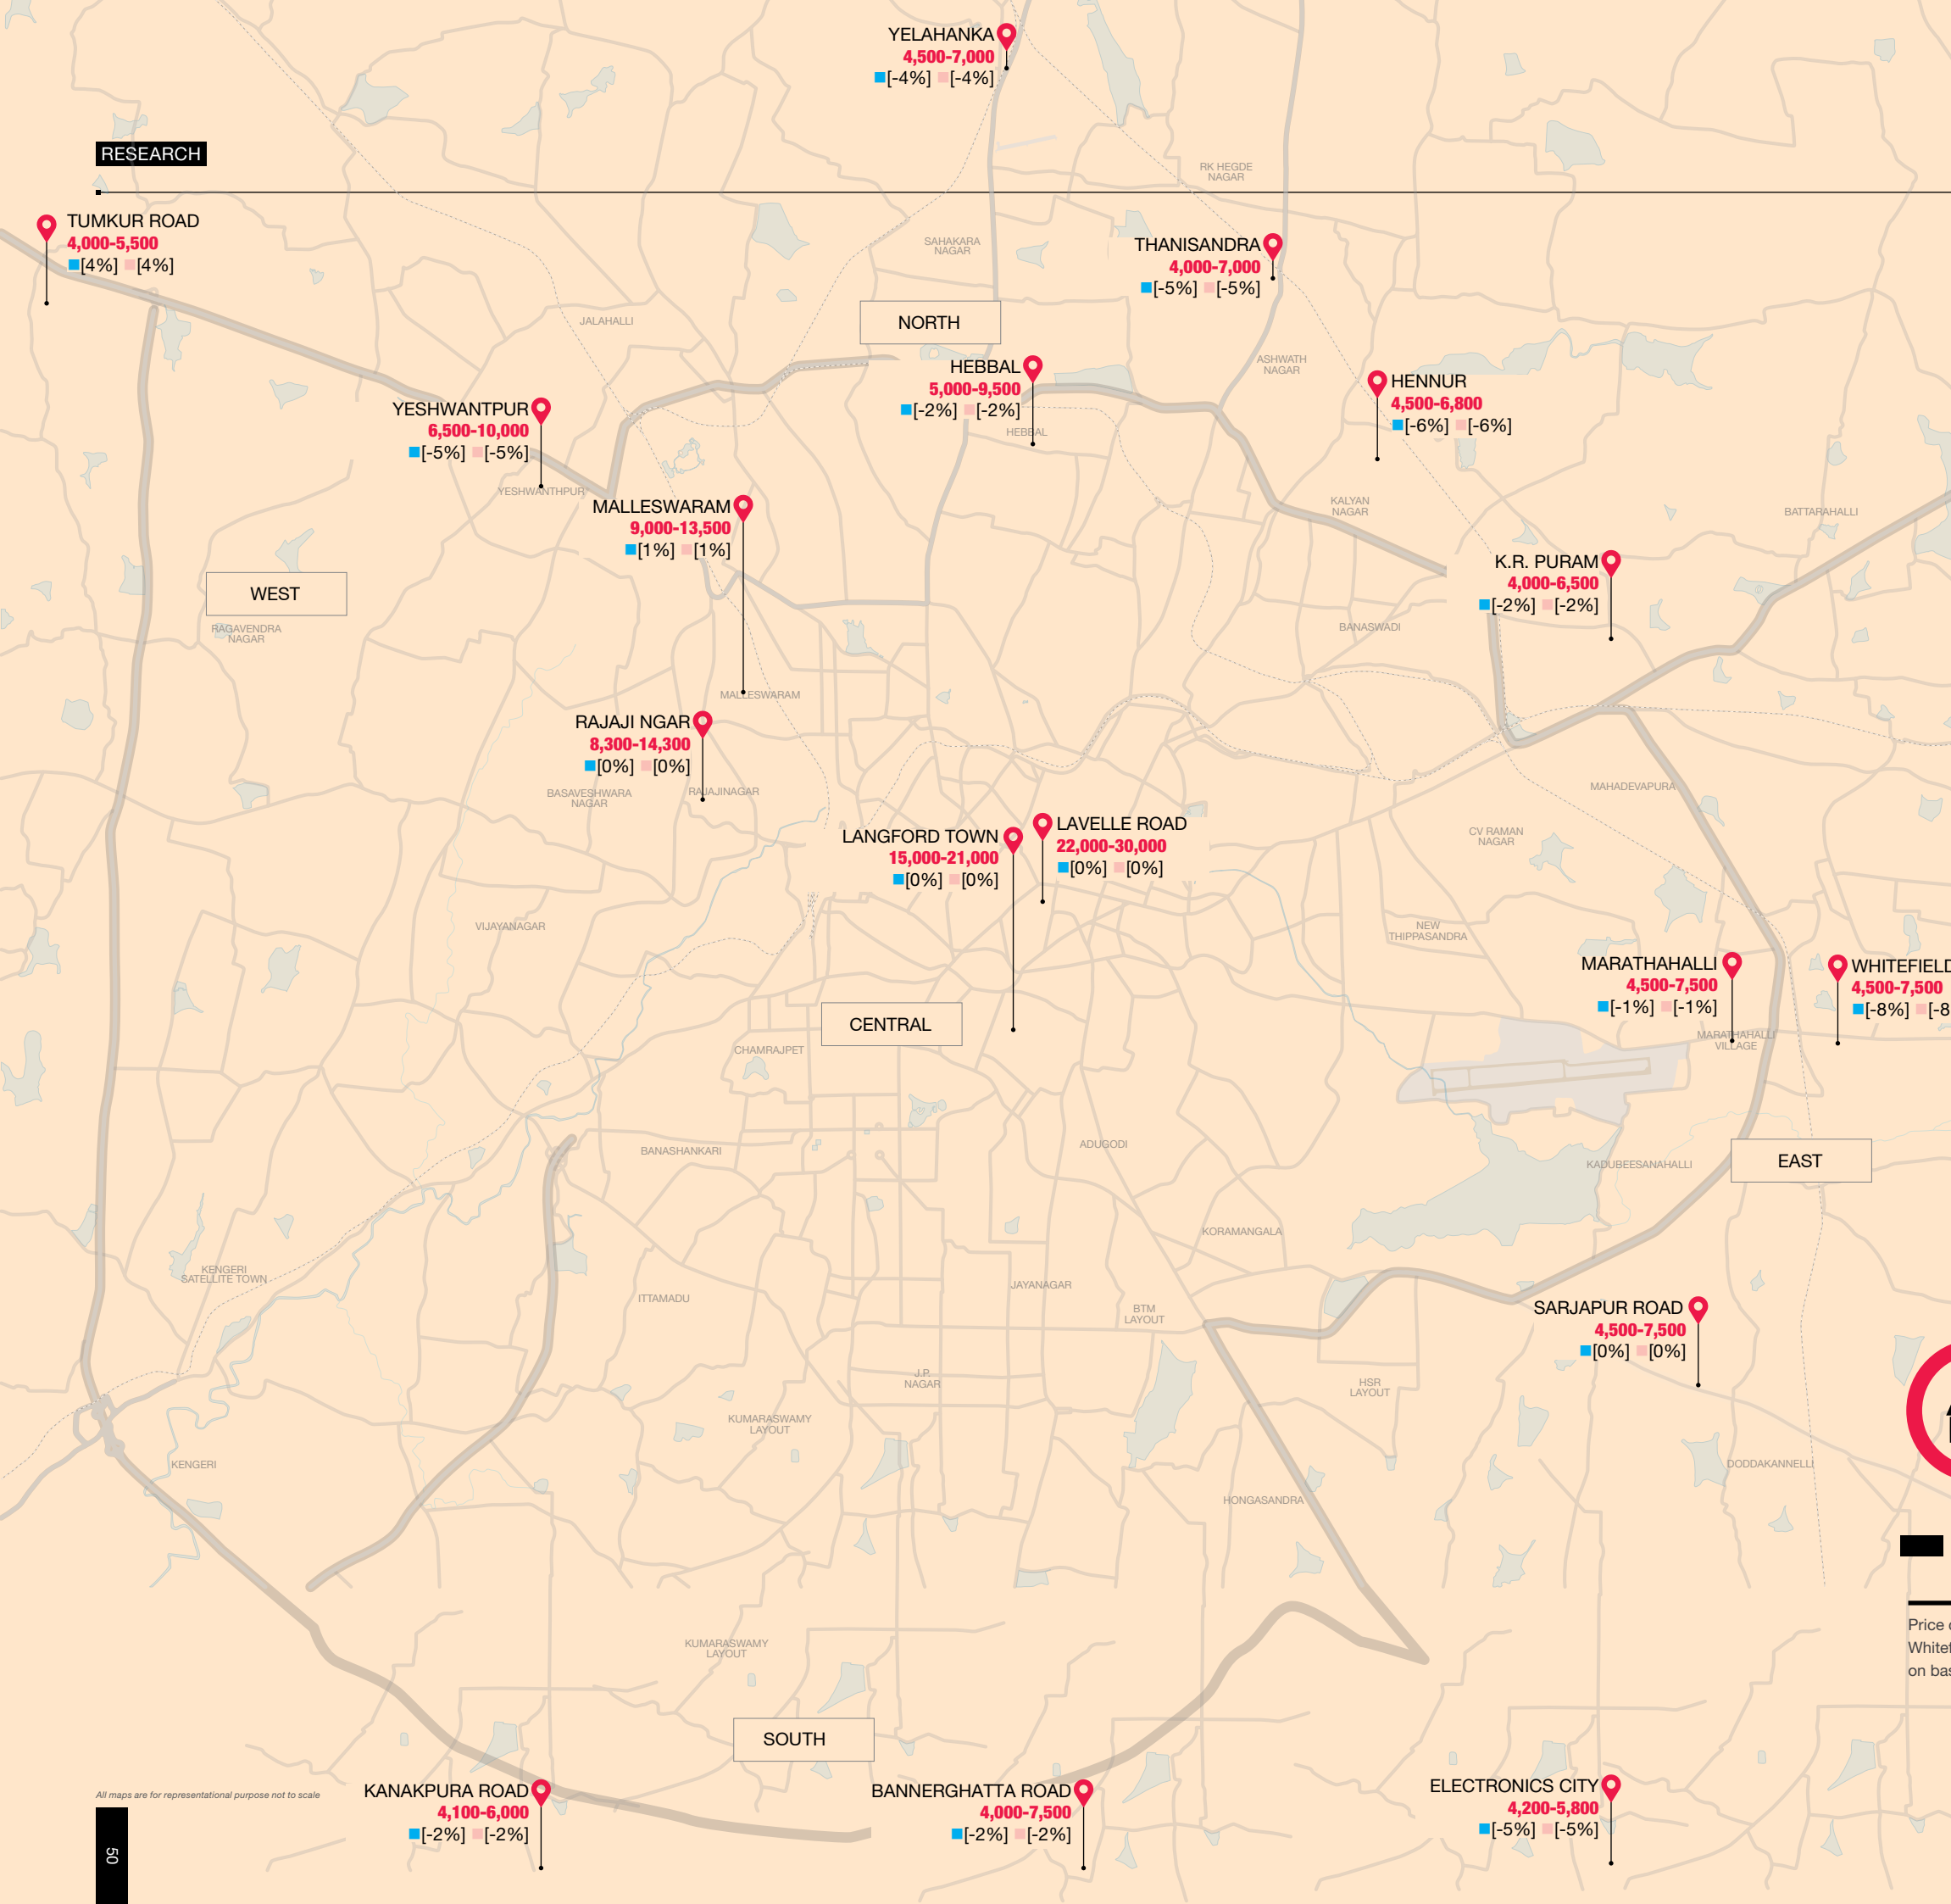 YELAHANKA
4,500-7,000
[-4%] [-4%]
RESEARCH
RK HEGDE
NAGAR
TUMKUR ROAD
4,000-5,500
[4%] [4%]
SAHAKARA
NAGAR
THANISANDRA
4,000-7,000
[-5%] [-5%]
JALAHALLI
NORTH
HEBBAL
5,000-9,500
[-2%] [-2%]
HEBBAL
ASHWATH
NAGAR
HENNUR
4,500-6,800
[-6%] [-6%]
YESHWANTPUR
6,500-10,000
[-5%] [-5%]
YESHWANTHPUR
MALLESWARAM
9,000-13,500
[1%] [1%]
KALYAN
NAGAR
BATTARAHALLI
K.R. PURAM
4,000-6,500
[-2%] [-2%]
WEST
RAGAVENDRA
NAGAR
BANASWADI
MALLESWARAM
RAJAJI NGAR
8,300-14,300
[0%] [0%]
BASAVESHWARA
NAGAR
RAJAJINAGAR
MAHADEVAPURA
LANGFORD TOWN
15,000-21,000
[0%] [0%]
LAVELLE ROAD
22,000-30,000
[0%] [0%]
CV RAMAN
NAGAR
VIJAYANAGAR
NEW
THIPPASANDRA
MARATHAHALLI
4,500-7,500
[-1%] [-1%]
MARATHAHALLI
VILLAGE
WHITEFIELD
4,500-7,500
[-8%] [-8
CENTRAL
CHAMRAJPET
BANASHANKARI
ADUGODI
KADUBEESANAHALLI
EAST
KORAMANGALA
KENGERI
SATELLITE TOWN
ITTAMADU
JAYANAGAR
BTM
LAYOUT
SARJAPUR ROAD
4,500-7,500
[0%] [0%]
J.P.
NAGAR
HSR
LAYOUT
KUMARASWAMY
LAYOUT
KENGERI
DODDAKANNELLI
HONGASANDRA
Price
Whitef
on bas
KUMARASWAMY
LAYOUT
SOUTH
All maps are for representational purpose not to scale
KANAKPURA ROAD
4,100-6,000
[-2%] [-2%]
BANNERGHATTA ROAD
4,000-7,500
[-2%] [-2%]
ELECTRONICS CITY
4,200-5,800
[-5%] [-5%]
50